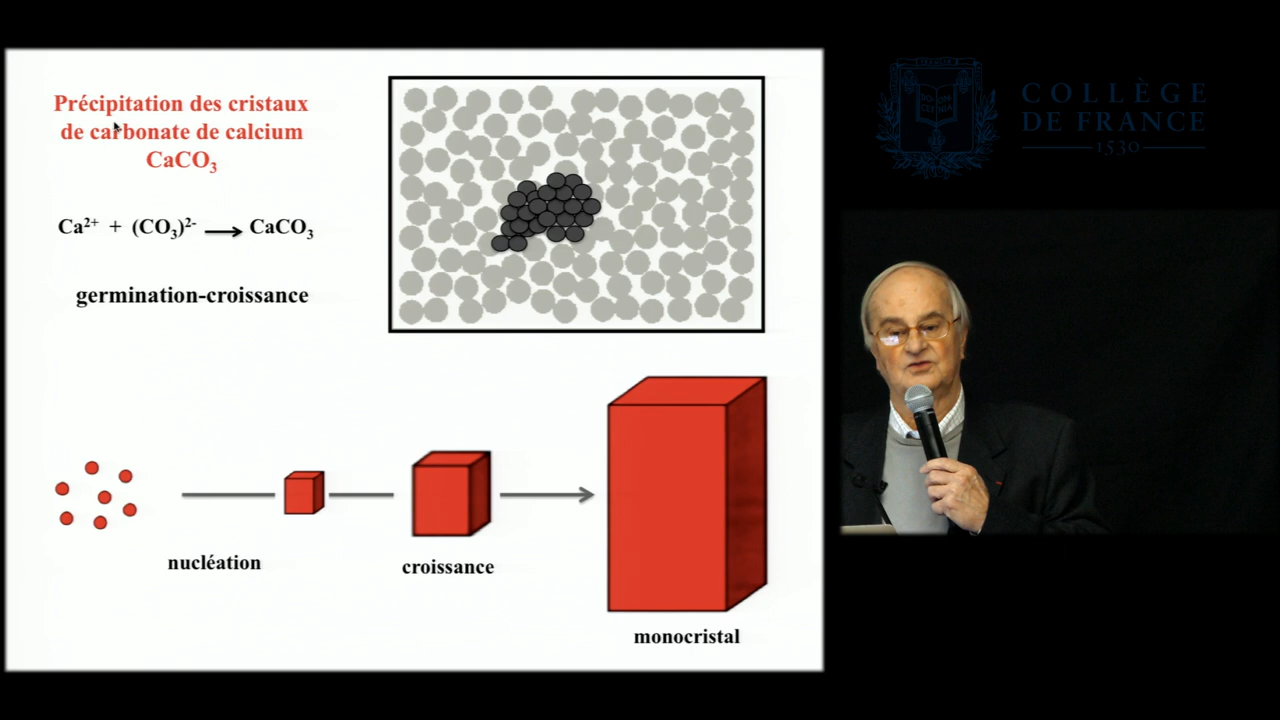 Précipitation des cristaux
de carbonate de calcium
CaCO₃
Ca²⁺ + (CO₃)²⁻ ⟶ CaCO₃
germination-croissance
nucléation
croissance
monocristal
COLLÈGE
DE FRANCE
1530